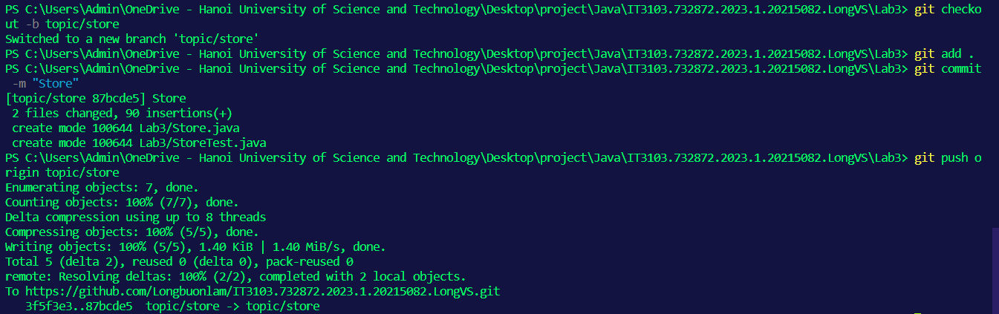 PS C:\Users\Admin\OneDrive - Hanoi University of Science and Technology\Desktop\project\Java\IT3103.732872.2023.1.20215082.LongVS\Lab3> git checko
ut -b topic/store
Switched to a new branch 'topic/store'
PS C:\Users\Admin\OneDrive - Hanoi University of Science and Technology\Desktop\project\Java\IT3103.732872.2023.1.20215082.LongVS\Lab3> git add .
PS C:\Users\Admin\OneDrive - Hanoi University of Science and Technology\Desktop\project\Java\IT3103.732872.2023.1.20215082.LongVS\Lab3> git commit
 -m "Store"
[topic/store 87bcde5] Store
 2 files changed, 90 insertions(+)
 create mode 100644 Lab3/Store.java
 create mode 100644 Lab3/StoreTest.java
PS C:\Users\Admin\OneDrive - Hanoi University of Science and Technology\Desktop\project\Java\IT3103.732872.2023.1.20215082.LongVS\Lab3> git push o
rigin topic/store
Enumerating objects: 7, done.
Counting objects: 100% (7/7), done.
Delta compression using up to 8 threads
Compressing objects: 100% (5/5), done.
Writing objects: 100% (5/5), 1.40 KiB | 1.40 MiB/s, done.
Total 5 (delta 2), reused 0 (delta 0), pack-reused 0
remote: Resolving deltas: 100% (2/2), completed with 2 local objects.
To https://github.com/Longbuonlam/IT3103.732872.2023.1.20215082.LongVS.git
   3f5f3e3..87bcde5  topic/store -> topic/store